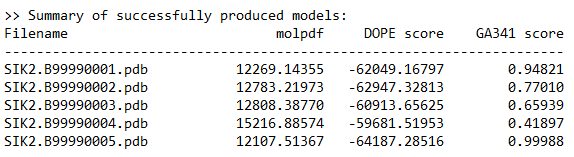 >> Summary of successfully produced models:
Filename molpdf DOPE score GA341 score
----------------------------------------------------------------------
SIK2.B99990001.pdb 12269.14355 -62049.16797 0.94821
SIK2.B99990002.pdb 12783.21973 -62947.32813 0.77010
SIK2.B99990003.pdb 12808.38770 -60913.65625 0.65939
SIK2.B99990004.pdb 15216.88574 -59681.51953 0.41897
SIK2.B99990005.pdb 12107.51367 -64187.28516 0.99988